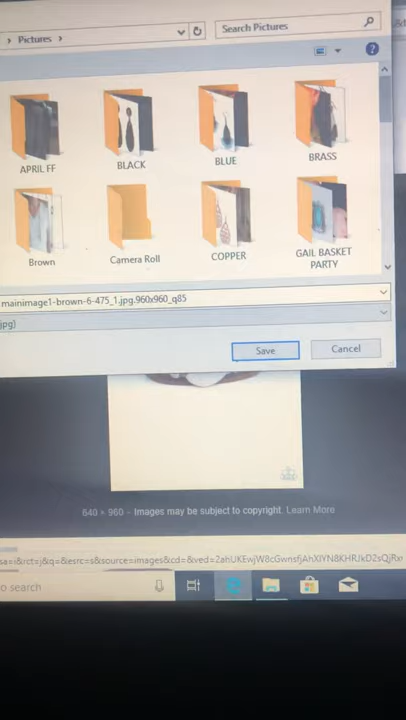 › Pictures ›
Search Pictures
APRIL FF
BLACK
BLUE
BRASS
Brown
Camera Roll
COPPER
GAIL BASKET
PARTY
mainimage1-brown-6-475_1.jpg.960x960_q85
jpg)
Save
Cancel
640 × 960 - Images may be subject to copyright. Learn More
o search